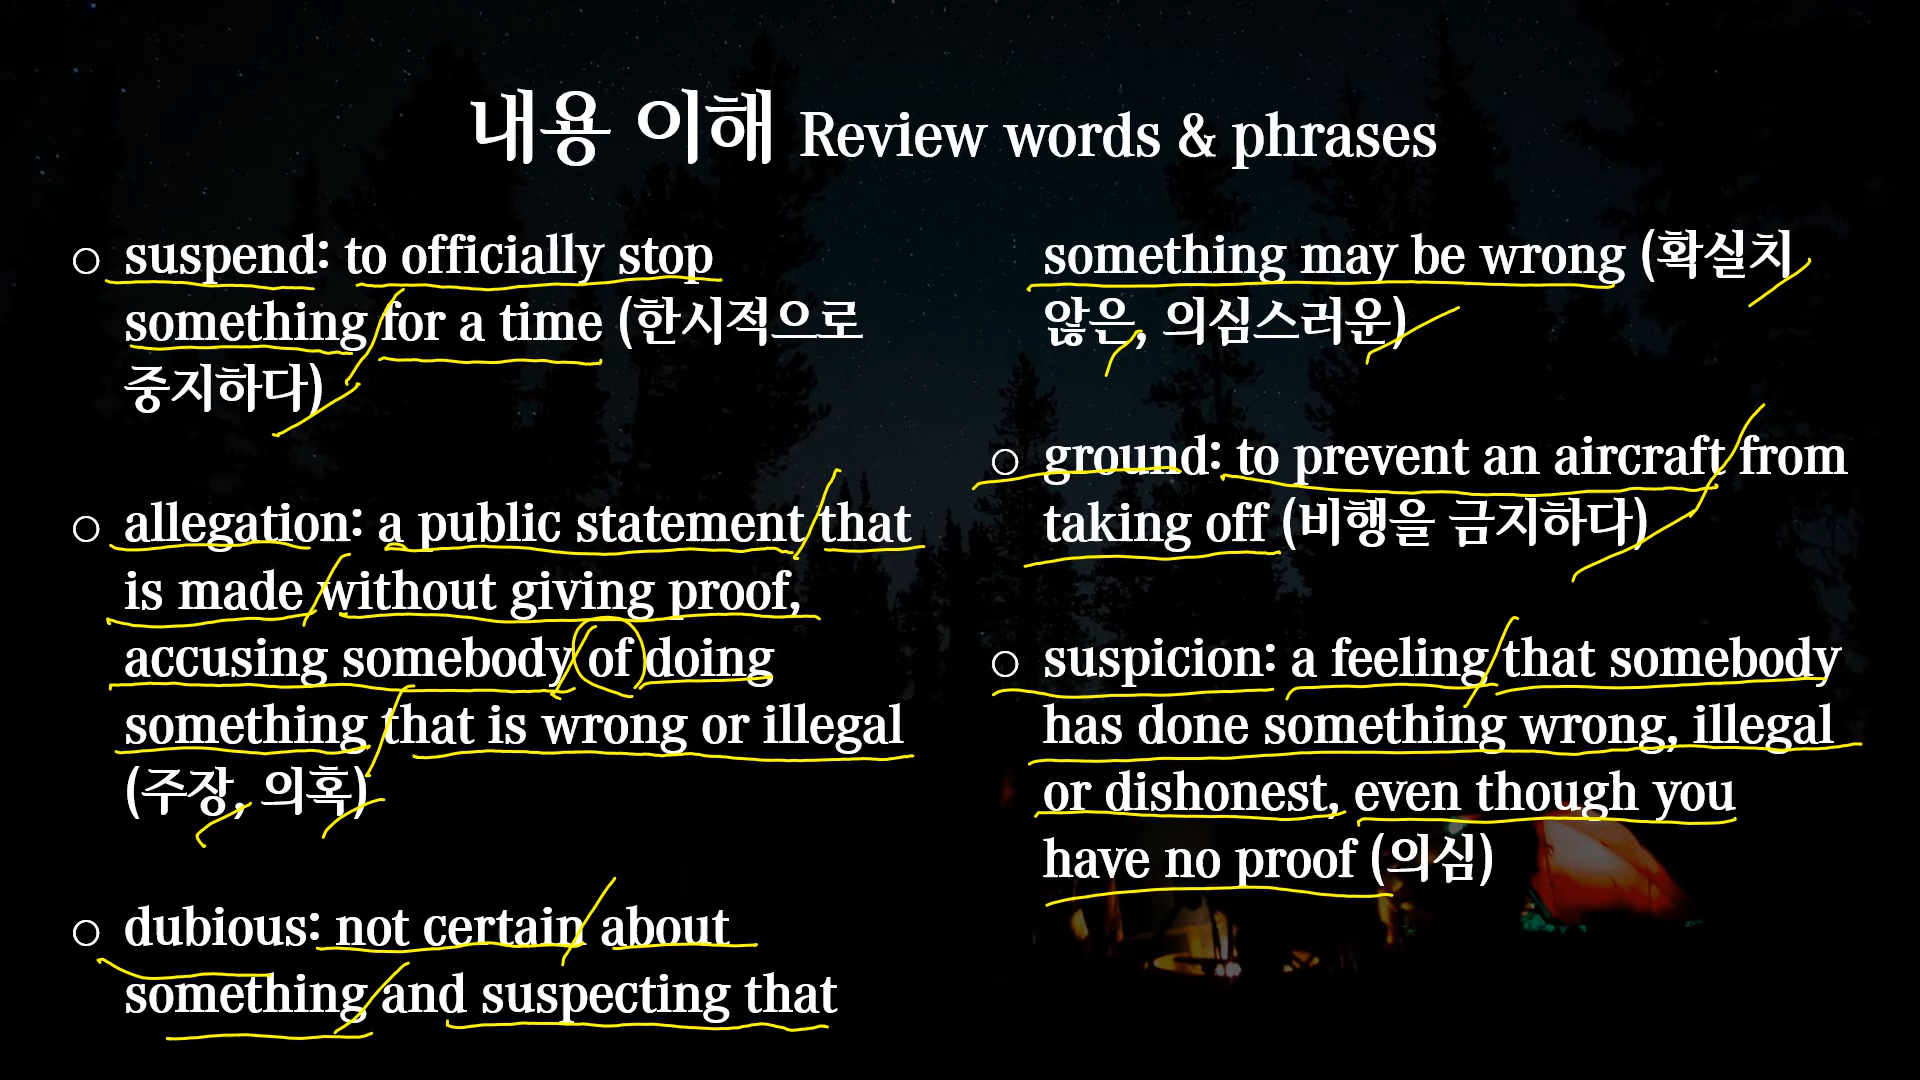 내용 이해 Review words & phrases
○ suspend: to officially stop
something for a time (한시적으로
중지하다)
○ allegation: a public statement that
is made without giving proof,
accusing somebody of doing
something that is wrong or illegal
(주장, 의혹)
○ dubious: not certain about
something and suspecting that
something may be wrong (확실치
않은, 의심스러운)
○ ground: to prevent an aircraft from
taking off (비행을 금지하다)
○ suspicion: a feeling that somebody
has done something wrong, illegal
or dishonest, even though you
have no proof (의심)